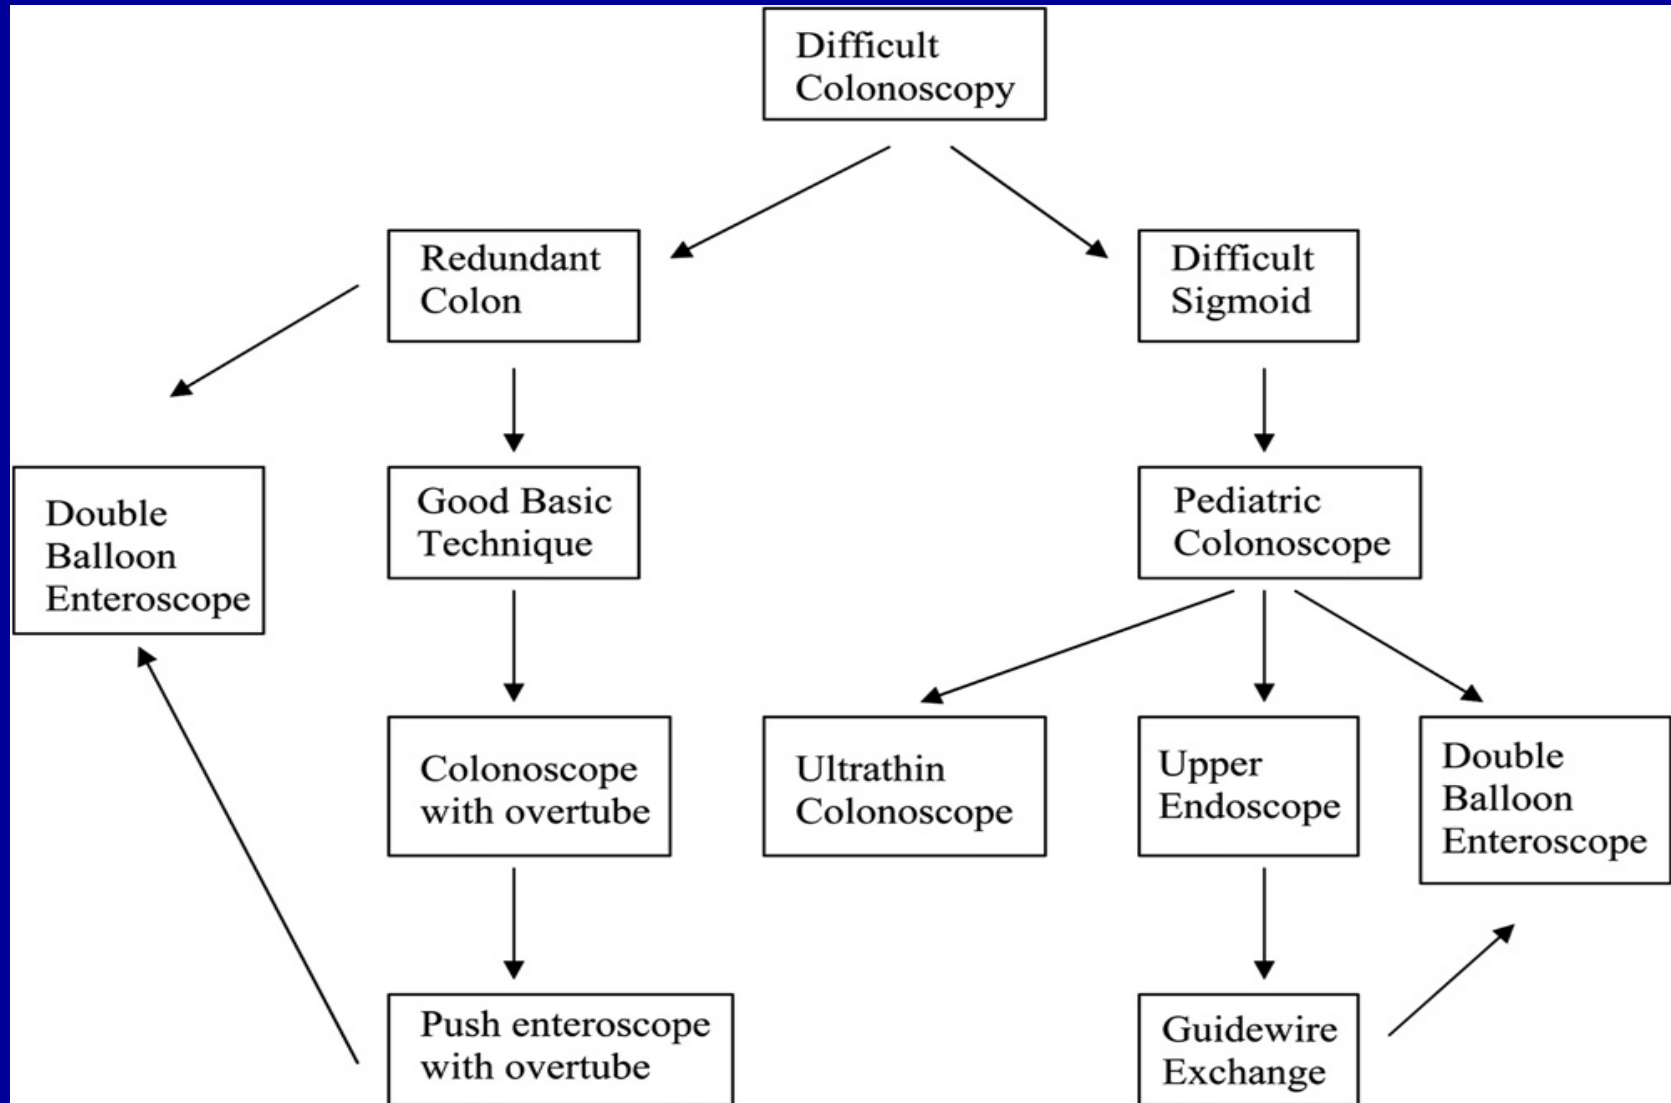 Difficult
Colonoscopy
Redundant
Colon
Difficult
Sigmoid
Double
Balloon
Enteroscope
Good Basic
Technique
Pediatric
Colonoscope
Colonoscope
with overtube
Ultrathin
Colonoscope
Upper
Endoscope
Double
Balloon
Enteroscope
Push enteroscope
with overtube
Guidewire
Exchange